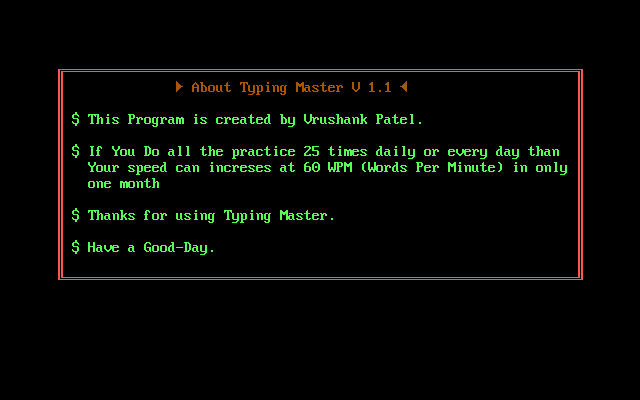 ► About Typing Master V 1.1 ◄
$ This Program is created by Vrushank Patel.
$ If You Do all the practice 25 times daily or every day than
Your speed can increses at 60 WPM (Words Per Minute) in only
one month
$ Thanks for using Typing Master.
$ Have a Good-Day.